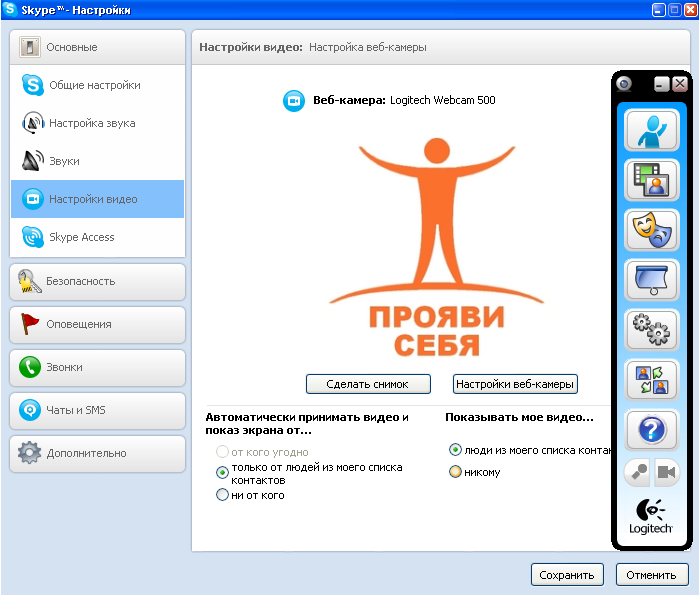 Skype™- Настройки
Основные
Общие настройки
Настройка звука
Звуки
Настройки видео
Skype Access
Безопасность
Оповещения
Звонки
Чаты и SMS
Дополнительно
Настройки видео: Настройка веб-камеры
Веб-камера: Logitech Webcam 500
ПРОЯВИ
СЕБЯ
Сделать снимок
Настройки веб-камеры
Автоматически принимать видео и
показ экрана от...
от кого угодно
только от людей из моего списка
контактов
ни от кого
Показывать мое видео...
люди из моего списка контак
никому
Logitech
Сохранить
Отменить